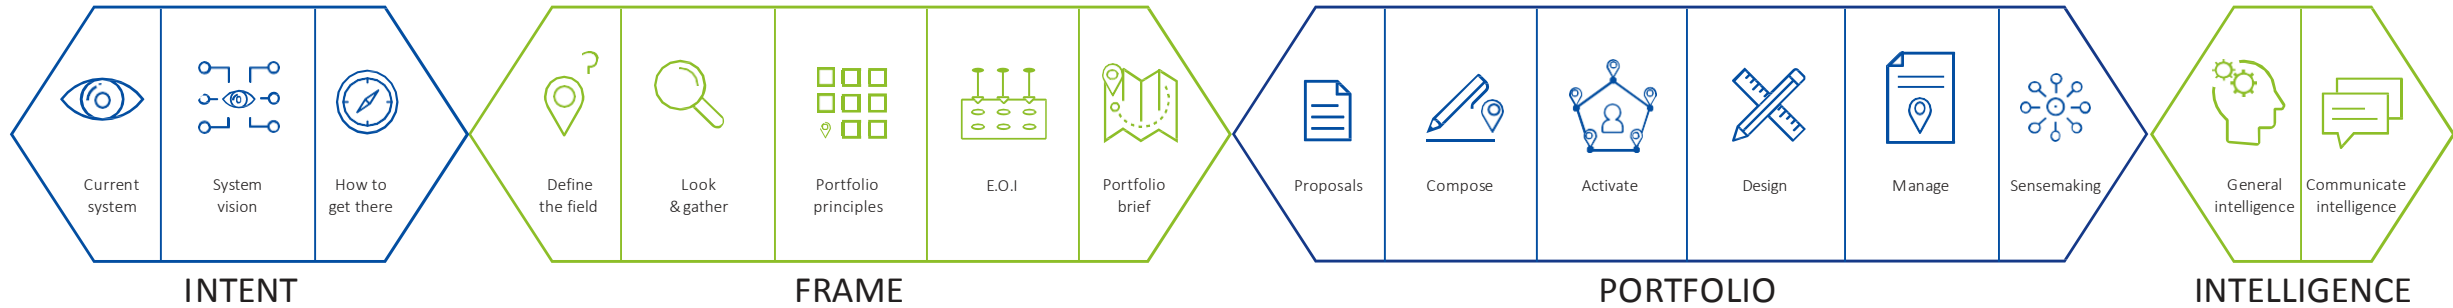 Current
system
System
vision
How to
get there
Define
the field
Look
& gather
Portfolio
principles
E.O.I
Portfolio
brief
Proposals
Compose
Activate
Design
Manage
Sensemaking
General
intelligence
Communicate
intelligence
INTENT
FRAME
PORTFOLIO
INTELLIGENCE